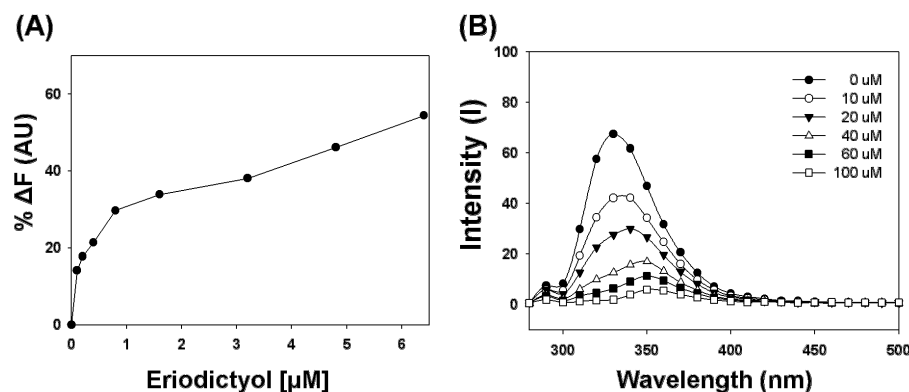 (A)
% ΔF (AU)
60
40
20
0
0 1 2 3 4 5 6
Eriodictyol [µM]
(B)
Intensity (I)
100
80
60
40
20
0
300 350 400 450 500
Wavelength (nm)
0 uM
10 uM
20 uM
40 uM
60 uM
100 uM